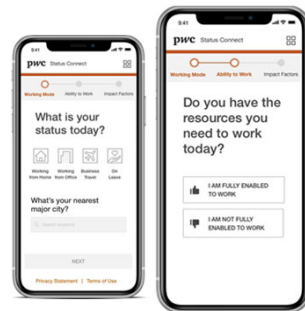 9:41
pwc Status Connect
Working Mode Ability to Work Impact Factors
What is your
status today?
Working
from Home
Working
from Office
Business
Travel
On
Leave
What's your nearest
major city?
NEXT
Privacy Statement | Terms of Use
9:41
pwc Status Connect
Working Mode Ability to Work Impact Factors
Do you have the
resources you
need to work
today?
I AM FULLY ENABLED
TO WORK
I AM NOT FULLY
ENABLED TO WORK